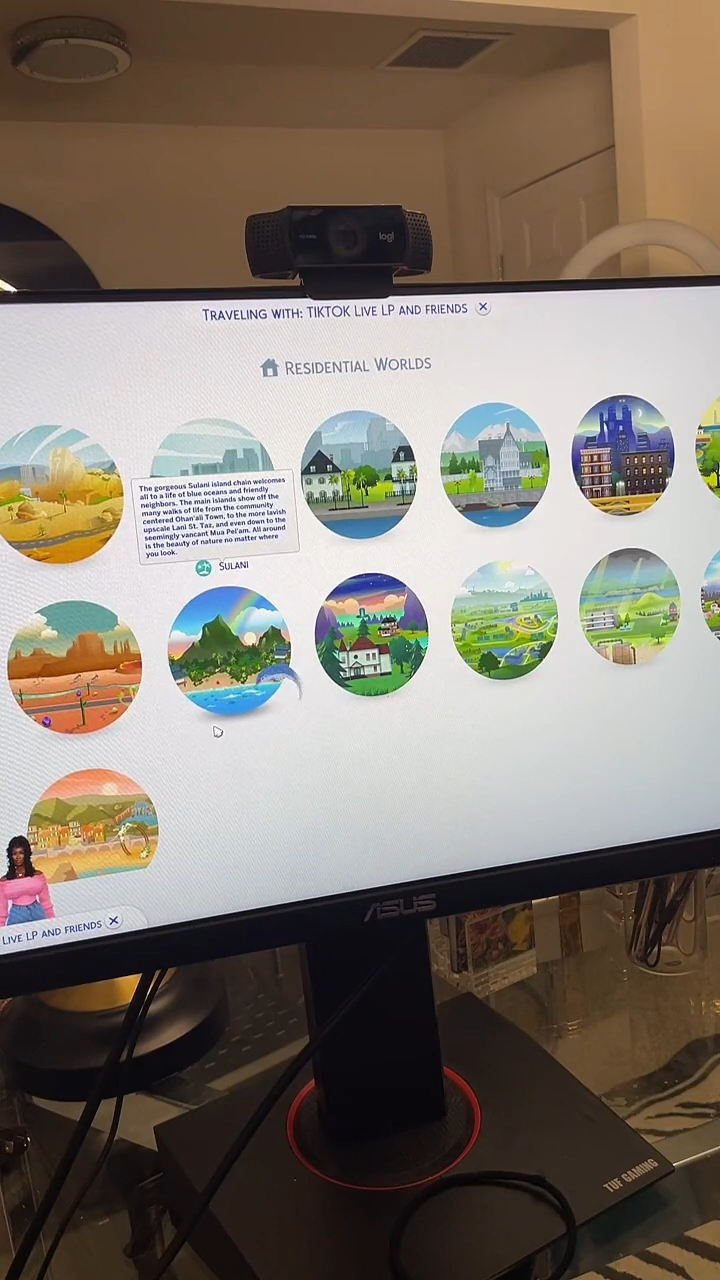 logi
TRAVELING WITH: TIKTOK LIVE LP AND FRIENDS
RESIDENTIAL WORLDS
The gorgeous Sulani island chain welcomes
all to a life of blue oceans and friendly
neighbors. The main islands show off the
many walks of life from the community
centered Ohan'ali Town, to the more lavish
upscale Lani St. Taz, and even down to the
seemingly vancant Mua Pel'am. All around
is the beauty of nature no matter where
you look.
SULANI
LIVE LP AND FRIENDS
ASUS
TUF GAMING